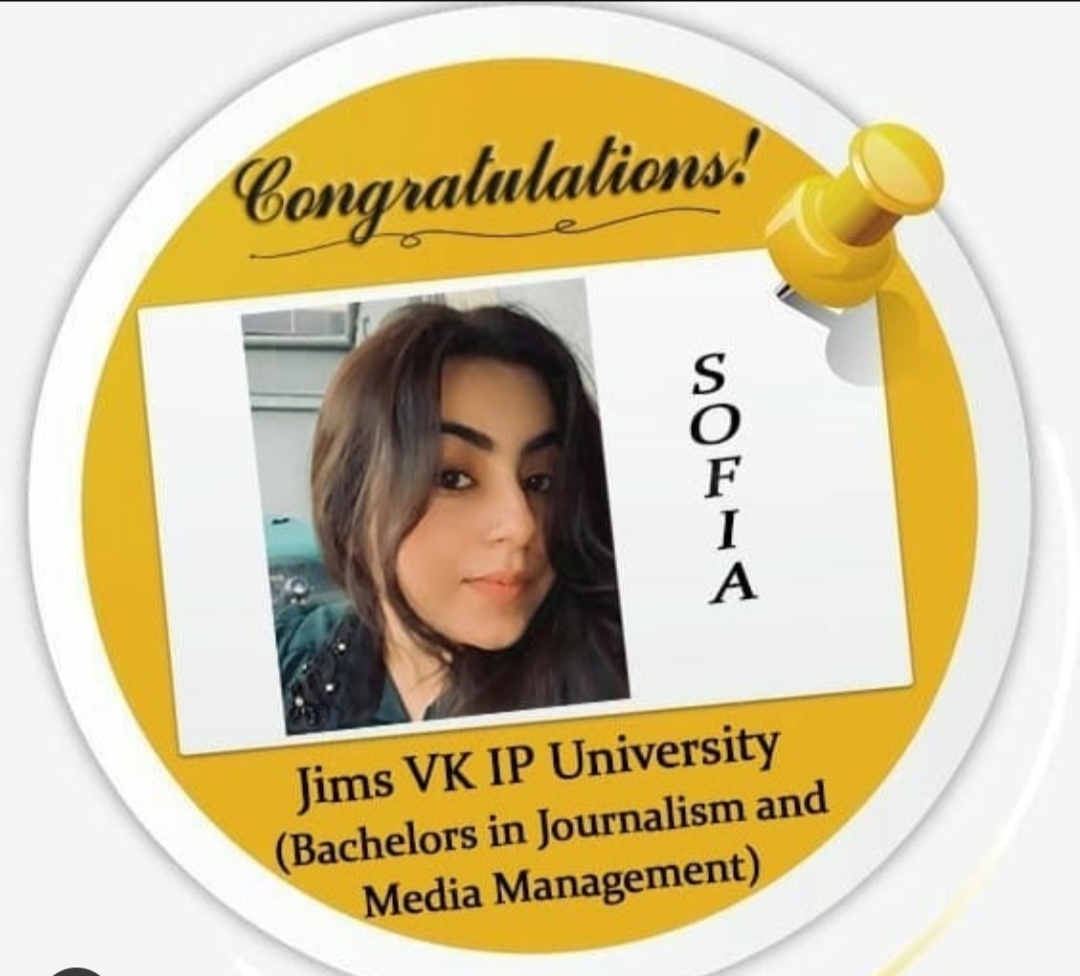 Congratulations!
SOFIA
Jims VK IP University
(Bachelors in Journalism and
Media Management)